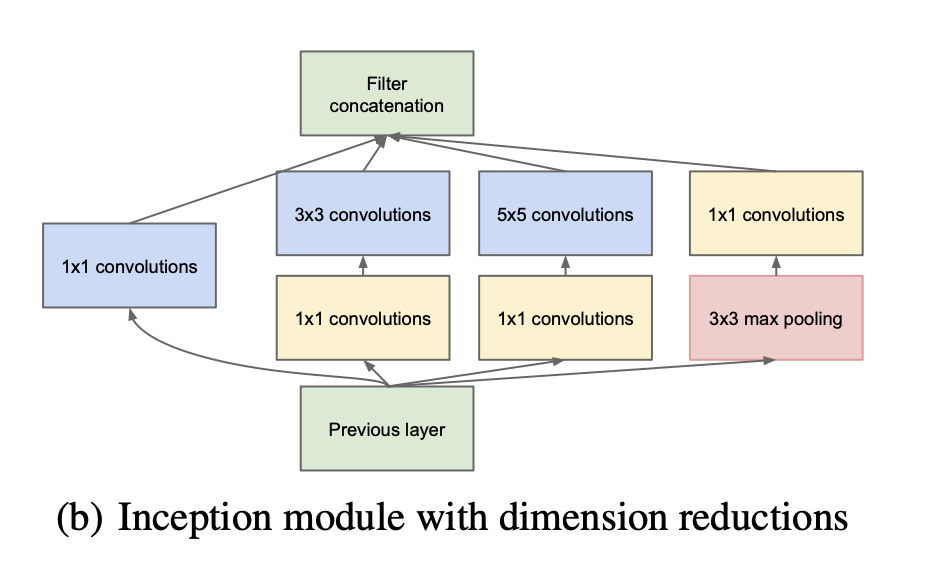 Filter
concatenation
3x3 convolutions
5x5 convolutions
1x1 convolutions
1x1 convolutions
1x1 convolutions
1x1 convolutions
3x3 max pooling
Previous layer
(b) Inception module with dimension reductions